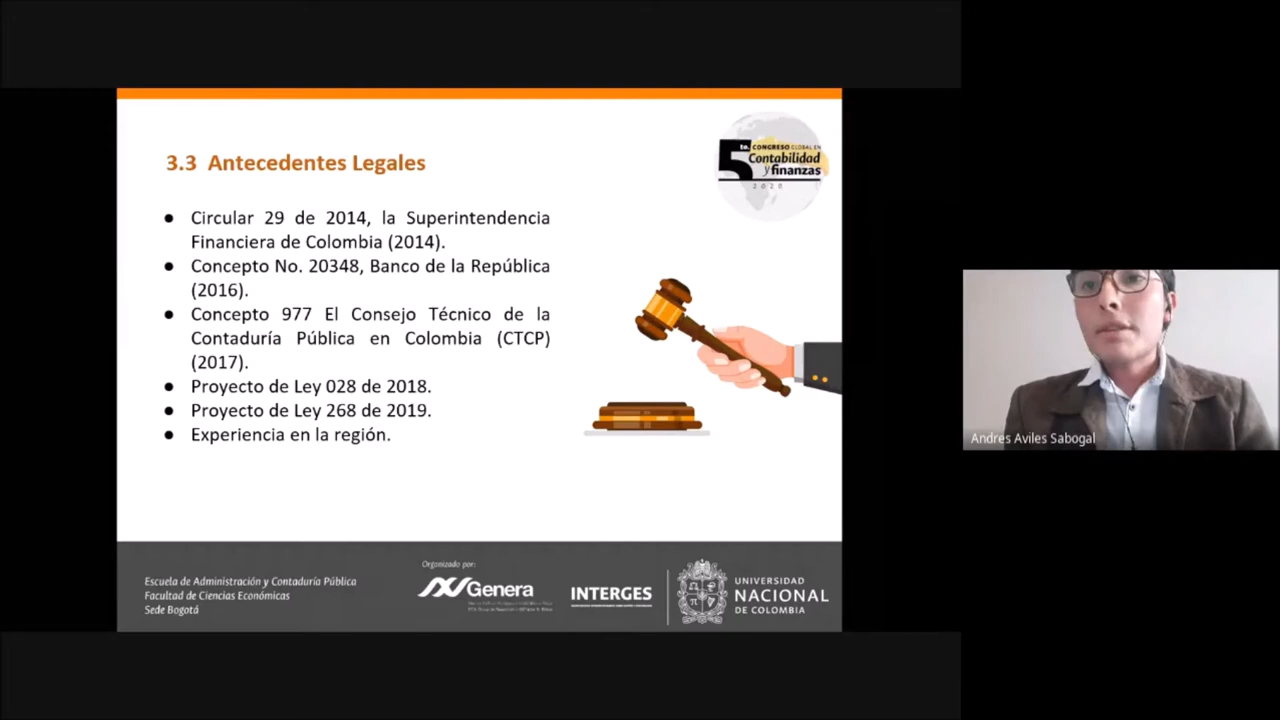 5to. CONGRESO GLOBAL EN
Contabilidad
y finanzas
2020
3.3 Antecedentes Legales
● Circular 29 de 2014, la Superintendencia
Financiera de Colombia (2014).
● Concepto No. 20348, Banco de la República
(2016).
● Concepto 977 El Consejo Técnico de la
Contaduría Pública en Colombia (CTCP)
(2017).
● Proyecto de Ley 028 de 2018.
● Proyecto de Ley 268 de 2019.
● Experiencia en la región.
Andres Aviles Sabogal
Escuela de Administración y Contaduría Pública
Facultad de Ciencias Económicas
Sede Bogotá
Organizado por:
Genera
INTERGES
UNIVERSIDAD
NACIONAL
DE COLOMBIA